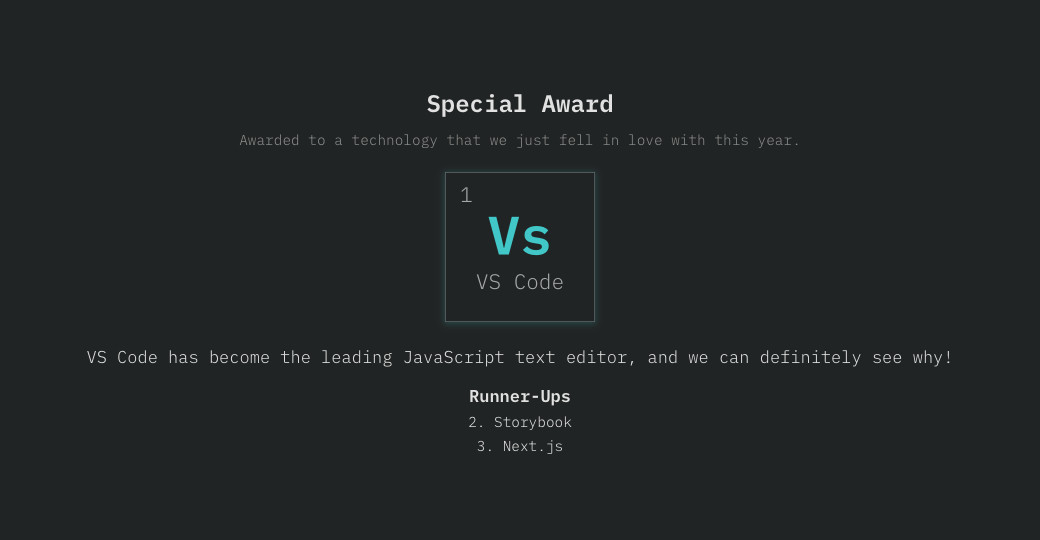 Special Award
Awarded to a technology that we just fell in love with this year.
1
Vs
VS Code
VS Code has become the leading JavaScript text editor, and we can definitely see why!
Runner-Ups
2. Storybook
3. Next.js